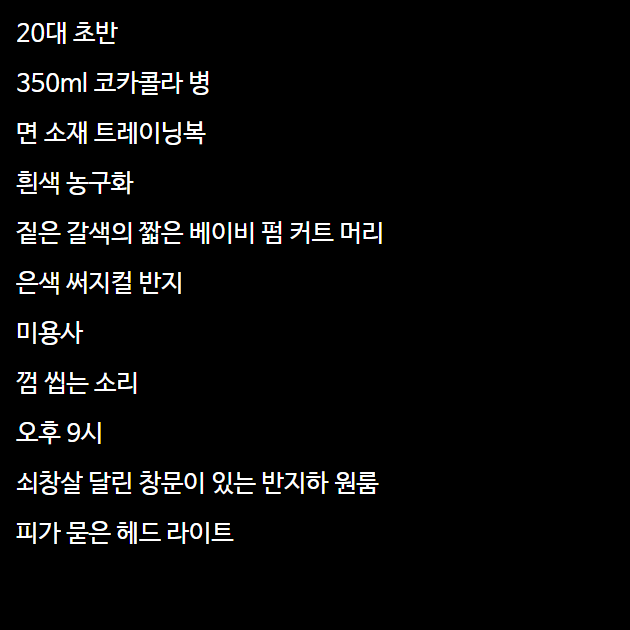 20대 초반
350ml 코카콜라 병
면 소재 트레이닝복
흰색 농구화
짙은 갈색의 짧은 베이비 펌 커트 머리
은색 써지컬 반지
미용사
껌 씹는 소리
오후 9시
쇠창살 달린 창문이 있는 반지하 원룸
피가 묻은 헤드 라이트